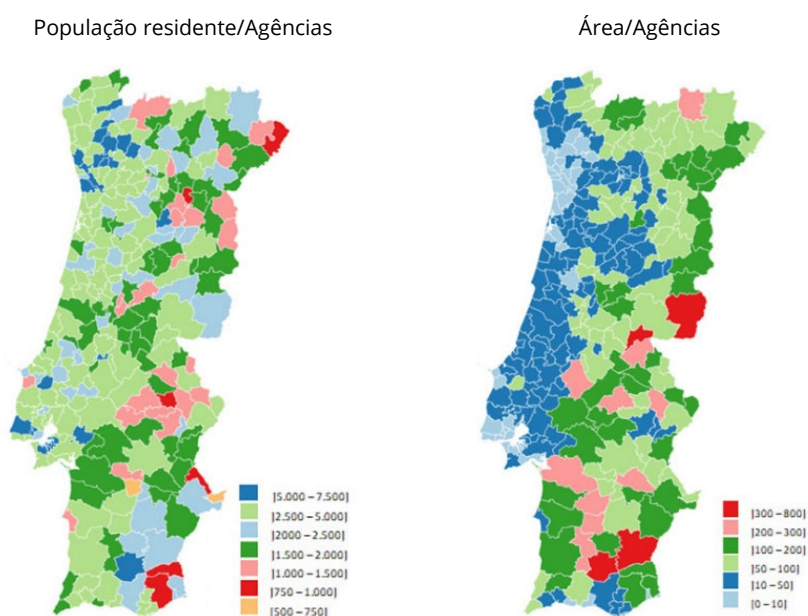 População residente/Agências
Área/Agências
]5.000 – 7.500]
]2.500 – 5.000]
]2000 – 2.500]
]1.500 – 2.000]
]1.000 – 1.500]
]750 – 1.000]
]500 – 750]
]300 – 800]
]200 – 300]
]100 – 200]
]50 – 100]
]10 – 50]
]0 – 10]